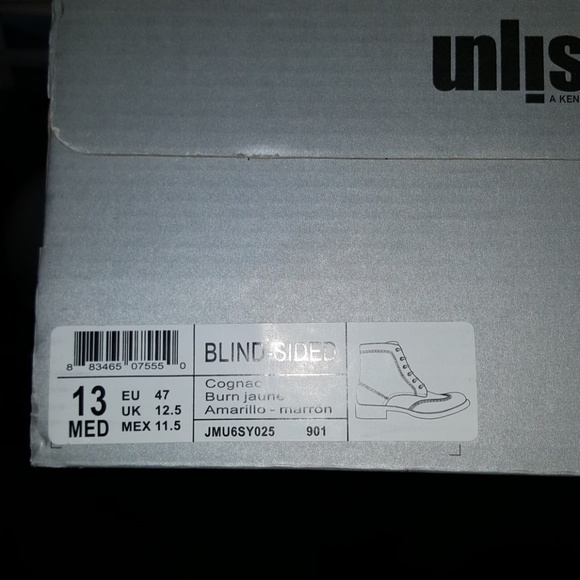 unlis
A KEN
8 83465 07555 0
BLIND-SIDED
13 MED
EU 47
UK 12.5
MEX 11.5
Cognac
Burn jaune
Amarillo - marron
JMU6SY025 901